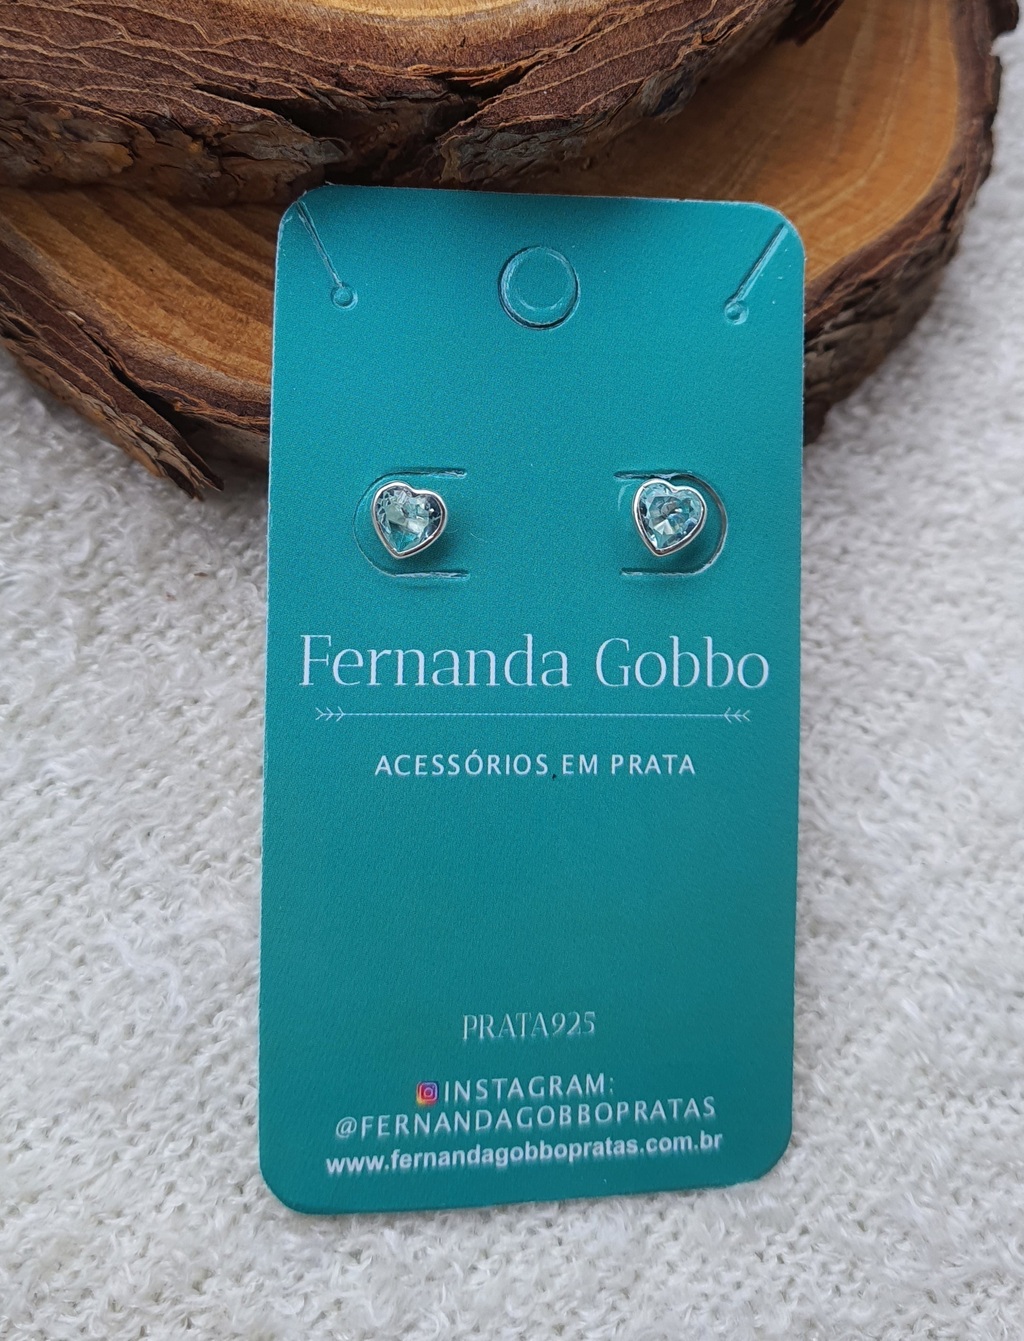 Fernanda Gobbo
ACESSÓRIOS EM PRATA
PRATA925
INSTAGRAM:
@FERNANDAGOBBOPRATAS
www.fernandagobbopratas.com.br